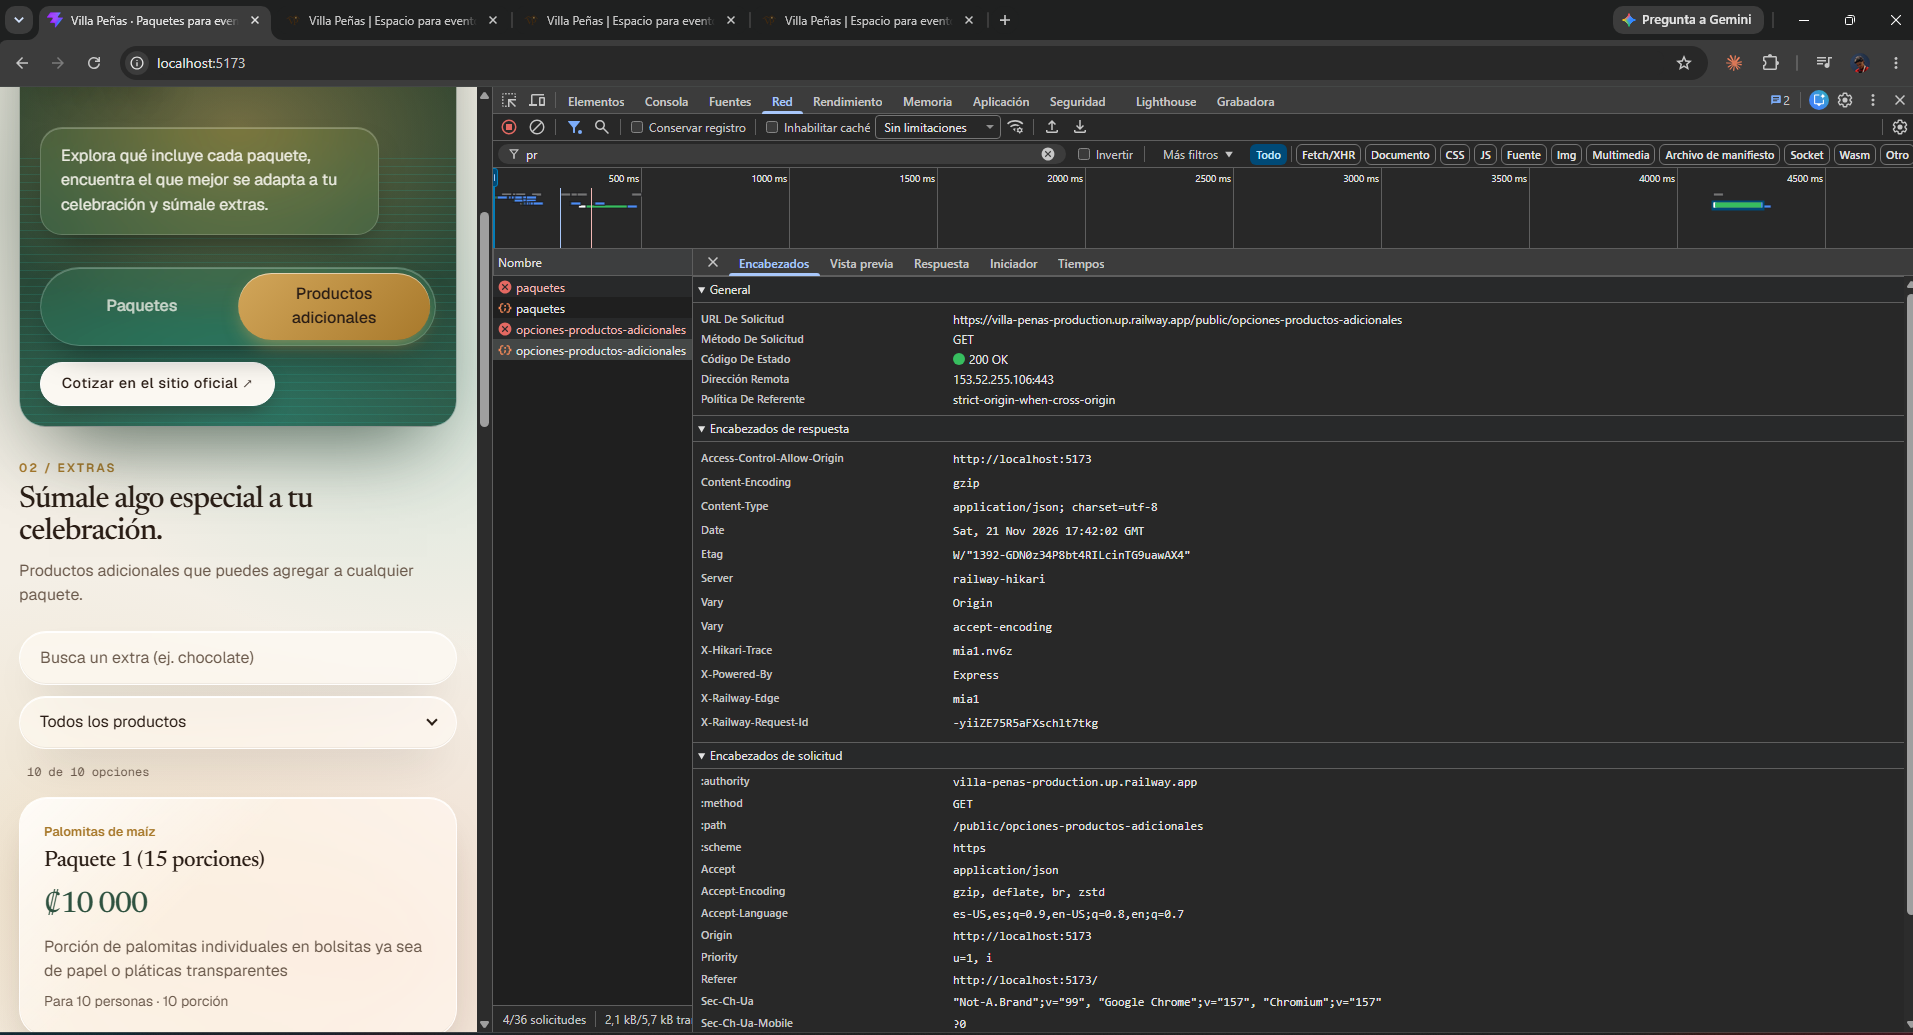 Villa Peñas · Paquetes para even
Villa Peñas | Espacio para event
Villa Peñas | Espacio para event
Villa Peñas | Espacio para event
Pregunta a Gemini
localhost:5173
Explora qué incluye cada paquete,
encuentra el que mejor se adapta a tu
celebración y súmale extras.
Paquetes
Productos
adicionales
Cotizar en el sitio oficial ↗
02 / EXTRAS
Súmale algo especial a tu
celebración.
Productos adicionales que puedes agregar a cualquier
paquete.
Busca un extra (ej. chocolate)
Todos los productos
10 de 10 opciones
Palomitas de maíz
Paquete 1 (15 porciones)
₡10 000
Porción de palomitas individuales en bolsitas ya sea
de papel o pláticas transparentes
Para 10 personas · 10 porción
Elementos Consola Fuentes Red Rendimiento Memoria Aplicación Seguridad Lighthouse Grabadora 2
Conservar registro Inhabilitar caché Sin limitaciones
pr Invertir Más filtros Todo Fetch/XHR Documento CSS JS Fuente Img Multimedia Archivo de manifiesto Socket Wasm Otro
500 ms 1000 ms 1500 ms 2000 ms 2500 ms 3000 ms 3500 ms 4000 ms 4500 ms
Nombre
paquetes
paquetes
opciones-productos-adicionales
opciones-productos-adicionales
4/36 solicitudes 2,1 kB/5,7 kB tra
Encabezados Vista previa Respuesta Iniciador Tiempos
General
URL De Solicitud https://villa-penas-production.up.railway.app/public/opciones-productos-adicionales
Método De Solicitud GET
Código De Estado 200 OK
Dirección Remota 153.52.255.106:443
Política De Referente strict-origin-when-cross-origin
Encabezados de respuesta
Access-Control-Allow-Origin http://localhost:5173
Content-Encoding gzip
Content-Type application/json; charset=utf-8
Date Sat, 21 Nov 2026 17:42:02 GMT
Etag W/"1392-GDN0z34P8bt4RILcinTG9uawAX4"
Server railway-hikari
Vary Origin
Vary accept-encoding
X-Hikari-Trace mia1.nv6z
X-Powered-By Express
X-Railway-Edge mia1
X-Railway-Request-Id -yiiZE75R5aFXschlt7tkg
Encabezados de solicitud
:authority villa-penas-production.up.railway.app
:method GET
:path /public/opciones-productos-adicionales
:scheme https
Accept application/json
Accept-Encoding gzip, deflate, br, zstd
Accept-Language es-US,es;q=0.9,en-US;q=0.8,en;q=0.7
Origin http://localhost:5173
Priority u=1, i
Referer http://localhost:5173/
Sec-Ch-Ua "Not-A.Brand";v="99", "Google Chrome";v="157", "Chromium";v="157"
Sec-Ch-Ua-Mobile ?0